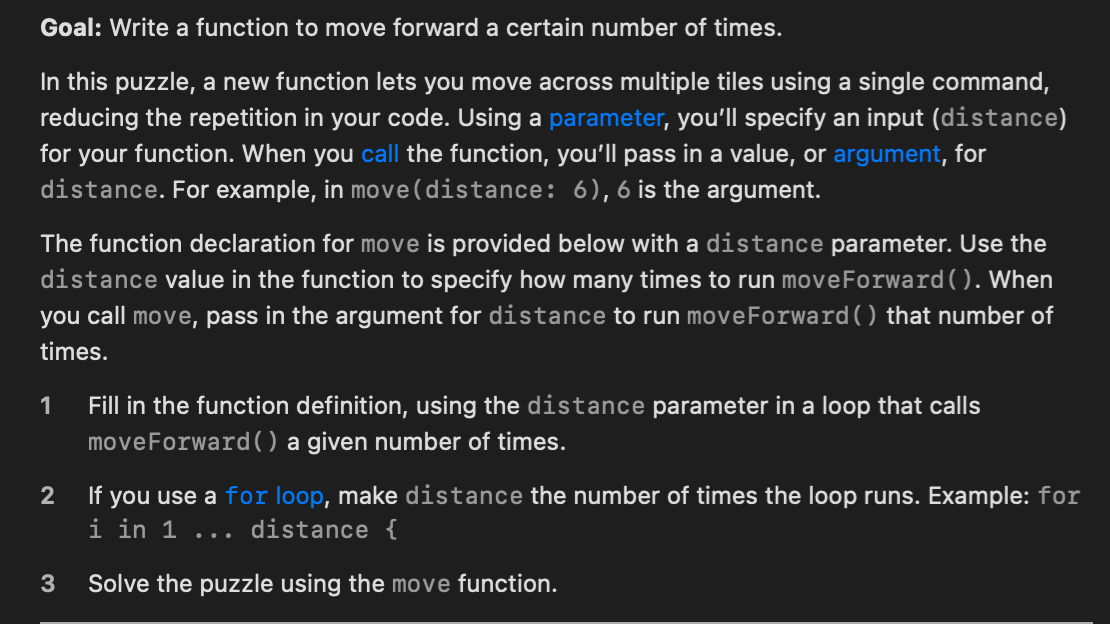 Goal: Write a function to move forward a certain number of times.
In this puzzle, a new function lets you move across multiple tiles using a single command,
reducing the repetition in your code. Using a parameter, you’ll specify an input (distance)
for your function. When you call the function, you’ll pass in a value, or argument, for
distance. For example, in move(distance: 6), 6 is the argument.
The function declaration for move is provided below with a distance parameter. Use the
distance value in the function to specify how many times to run moveForward(). When
you call move, pass in the argument for distance to run moveForward() that number of
times.
1 Fill in the function definition, using the distance parameter in a loop that calls
moveForward() a given number of times.
2 If you use a for loop, make distance the number of times the loop runs. Example: for
i in 1 ... distance {
3 Solve the puzzle using the move function.